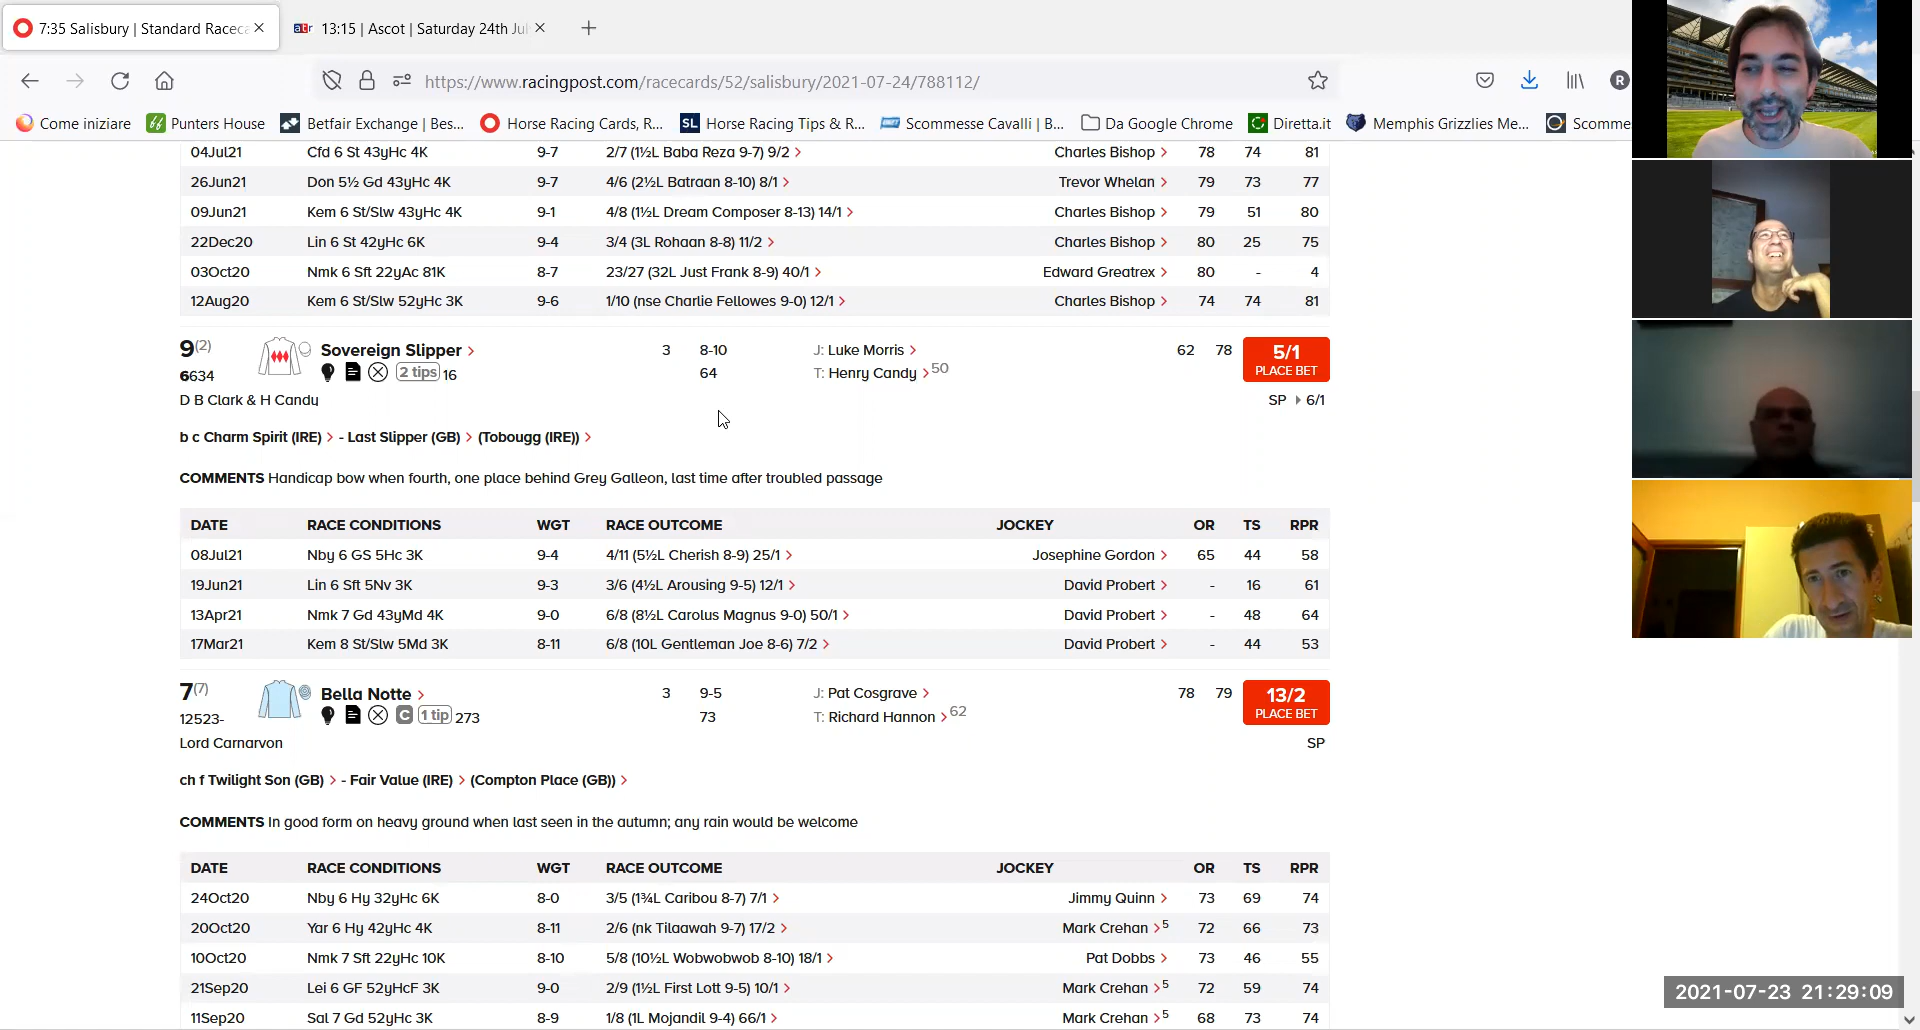 7:35 Salisbury | Standard Raceca
13:15 | Ascot | Saturday 24th Jul
https://www.racingpost.com/racecards/52/salisbury/2021-07-24/788112/
R
Come iniziare
Punters House
Betfair Exchange | Bes...
Horse Racing Cards, R...
SL Horse Racing Tips & R...
Scommesse Cavalli | B...
Da Google Chrome
Diretta.it
Memphis Grizzlies Me...
Scomme
04Jul21 Cfd 6 St 43yHc 4K 9-7 2/7 (1½L Baba Reza 9-7) 9/2 Charles Bishop 78 74 81
26Jun21 Don 5½ Gd 43yHc 4K 9-7 4/6 (2½L Batraan 8-10) 8/1 Trevor Whelan 79 73 77
09Jun21 Kem 6 St/Slw 43yHc 4K 9-1 4/8 (1½L Dream Composer 8-13) 14/1 Charles Bishop 79 51 80
22Dec20 Lin 6 St 42yHc 6K 9-4 3/4 (3L Rohaan 8-8) 11/2 Charles Bishop 80 25 75
03Oct20 Nmk 6 Sft 22yAc 81K 8-7 23/27 (32L Just Frank 8-9) 40/1 Edward Greatrex 80 - 4
12Aug20 Kem 6 St/Slw 52yHc 3K 9-6 1/10 (nse Charlie Fellowes 9-0) 12/1 Charles Bishop 74 74 81
9(2) Sovereign Slipper 3 8-10 J: Luke Morris 62 78 5/1
6634 2 tips 16 64 T: Henry Candy 50 PLACE BET
D B Clark & H Candy SP 6/1
b c Charm Spirit (IRE) - Last Slipper (GB) (Tobougg (IRE))
COMMENTS Handicap bow when fourth, one place behind Grey Galleon, last time after troubled passage
DATE RACE CONDITIONS WGT RACE OUTCOME JOCKEY OR TS RPR
08Jul21 Nby 6 GS 5Hc 3K 9-4 4/11 (5½L Cherish 8-9) 25/1 Josephine Gordon 65 44 58
19Jun21 Lin 6 Sft 5Nv 3K 9-3 3/6 (4½L Arousing 9-5) 12/1 David Probert - 16 61
13Apr21 Nmk 7 Gd 43yMd 4K 9-0 6/8 (8½L Carolus Magnus 9-0) 50/1 David Probert - 48 64
17Mar21 Kem 8 St/Slw 5Md 3K 8-11 6/8 (10L Gentleman Joe 8-6) 7/2 David Probert - 44 53
7(7) Bella Notte 3 9-5 J: Pat Cosgrave 78 79 13/2
12523- C 1 tip 273 73 T: Richard Hannon 62 PLACE BET
Lord Carnarvon SP
ch f Twilight Son (GB) - Fair Value (IRE) (Compton Place (GB))
COMMENTS In good form on heavy ground when last seen in the autumn; any rain would be welcome
DATE RACE CONDITIONS WGT RACE OUTCOME JOCKEY OR TS RPR
24Oct20 Nby 6 Hy 32yHc 6K 8-0 3/5 (1¾L Caribou 8-7) 7/1 Jimmy Quinn 73 69 74
20Oct20 Yar 6 Hy 42yHc 4K 8-11 2/6 (nk Tilaawah 9-7) 17/2 Mark Crehan 5 72 66 73
10Oct20 Nmk 7 Sft 22yHc 10K 8-10 5/8 (10½L Wobwobwob 8-10) 18/1 Pat Dobbs 73 46 55
21Sep20 Lei 6 GF 52yHcF 3K 9-0 2/9 (1½L First Lott 9-5) 10/1 Mark Crehan 5 72 59 74
11Sep20 Sal 7 Gd 52yHc 3K 8-9 1/8 (1L Mojandil 9-4) 66/1 Mark Crehan 5 68 73 74
2021-07-23 21:29:09